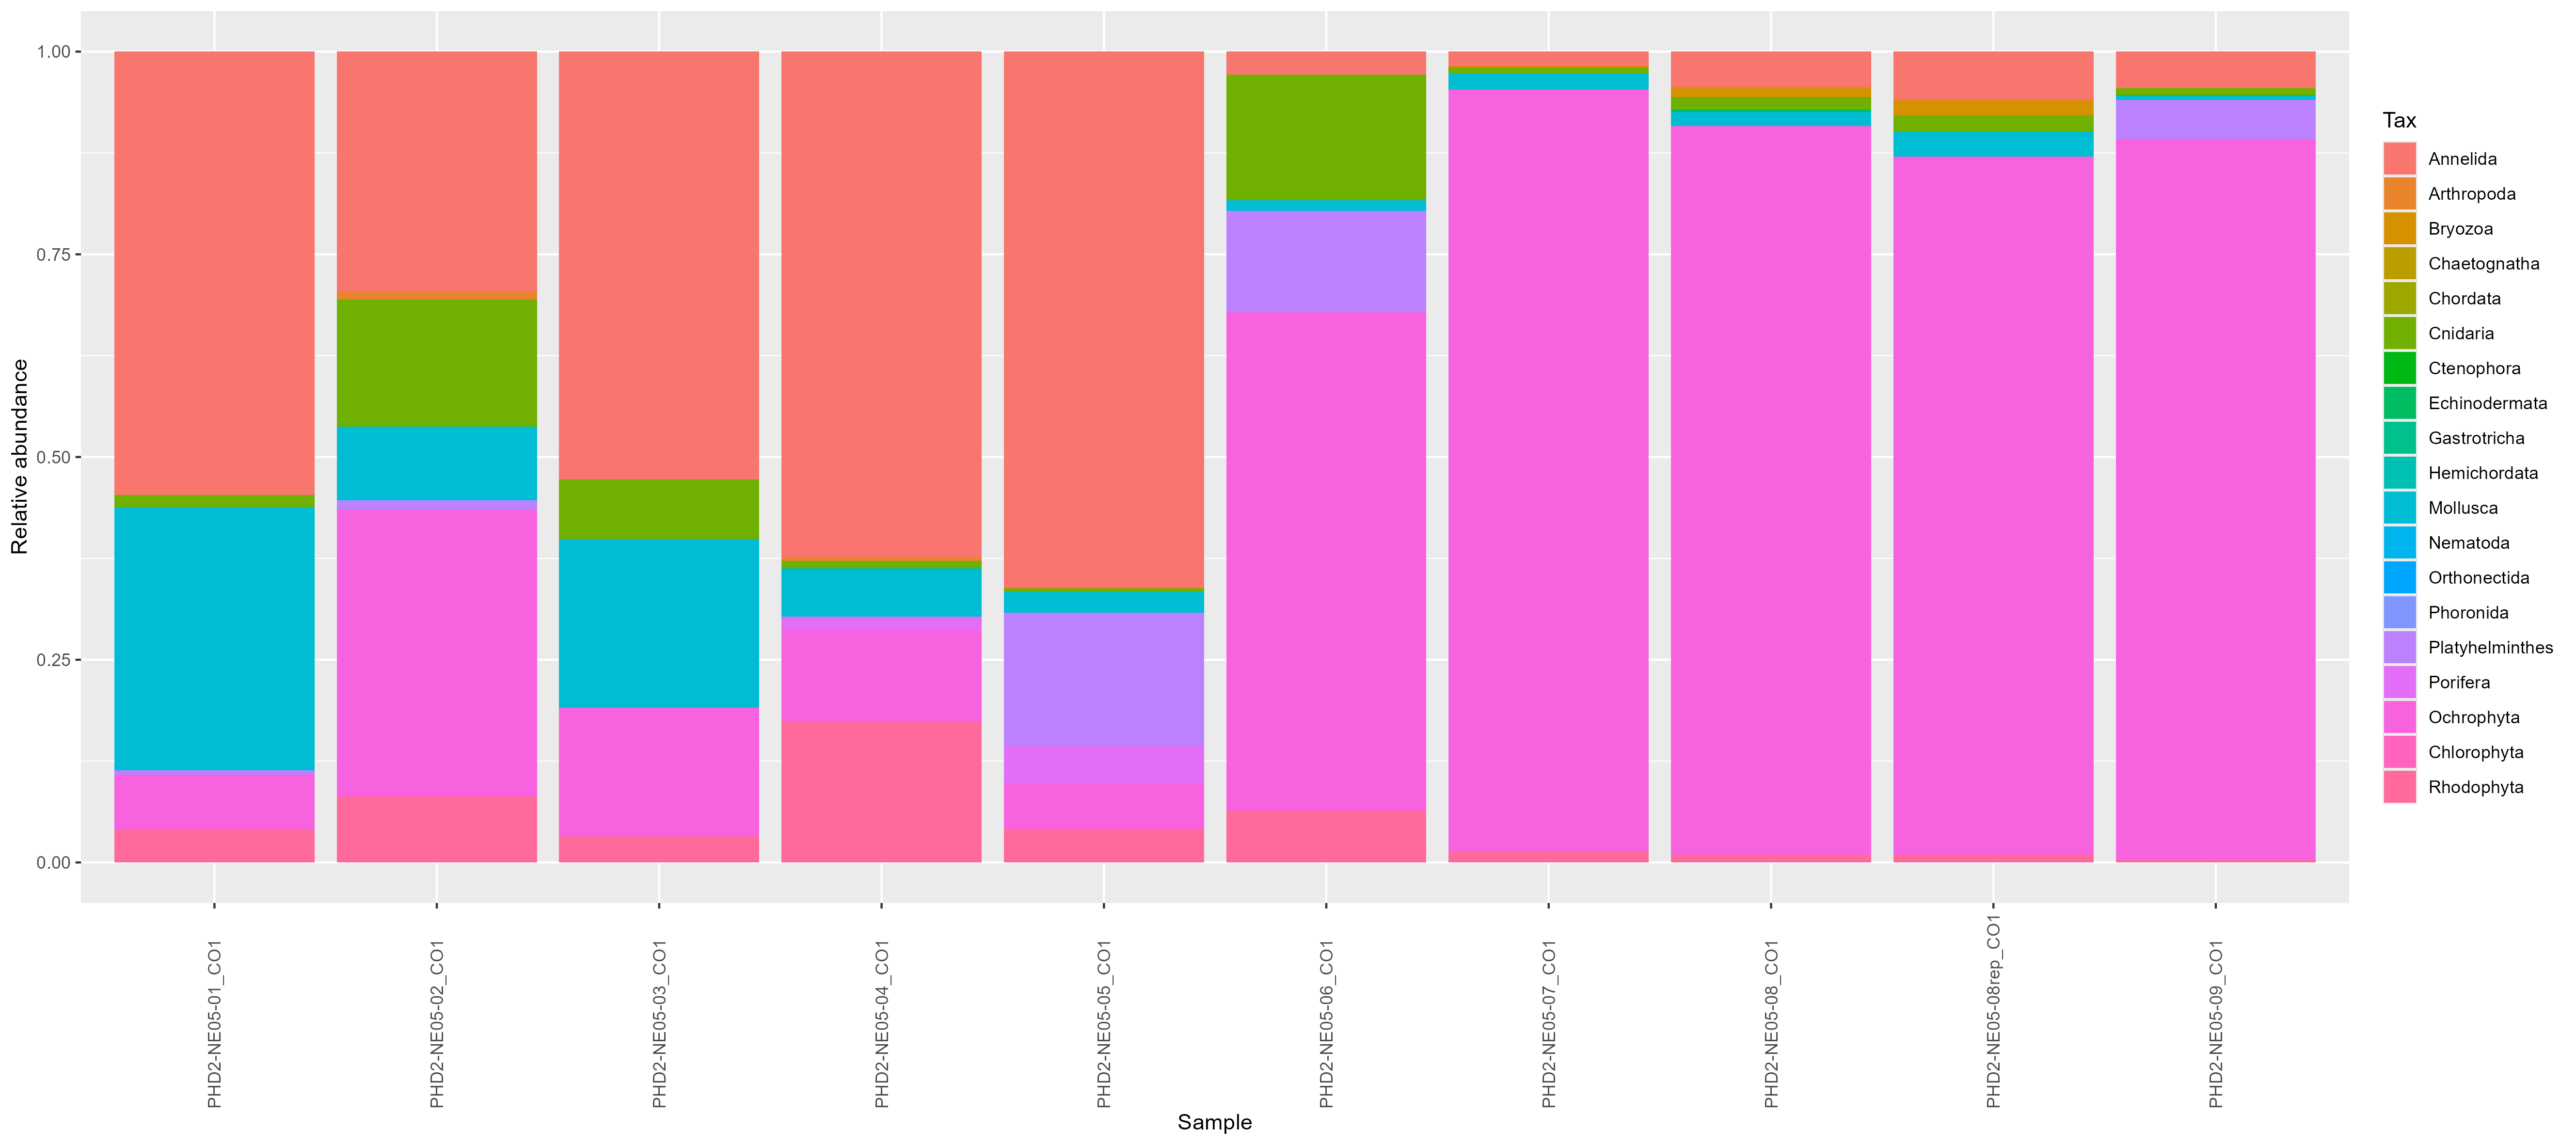 1.00
0.75
0.50
0.25
0.00
Relative abundance
PHD2-NE05-01_CO1
PHD2-NE05-02_CO1
PHD2-NE05-03_CO1
PHD2-NE05-04_CO1
PHD2-NE05-05_CO1
PHD2-NE05-06_CO1
PHD2-NE05-07_CO1
PHD2-NE05-08_CO1
PHD2-NE05-08rep_CO1
PHD2-NE05-09_CO1
Sample
Tax
Annelida
Arthropoda
Bryozoa
Chaetognatha
Chordata
Cnidaria
Ctenophora
Echinodermata
Gastrotricha
Hemichordata
Mollusca
Nematoda
Orthonectida
Phoronida
Platyhelminthes
Porifera
Ochrophyta
Chlorophyta
Rhodophyta